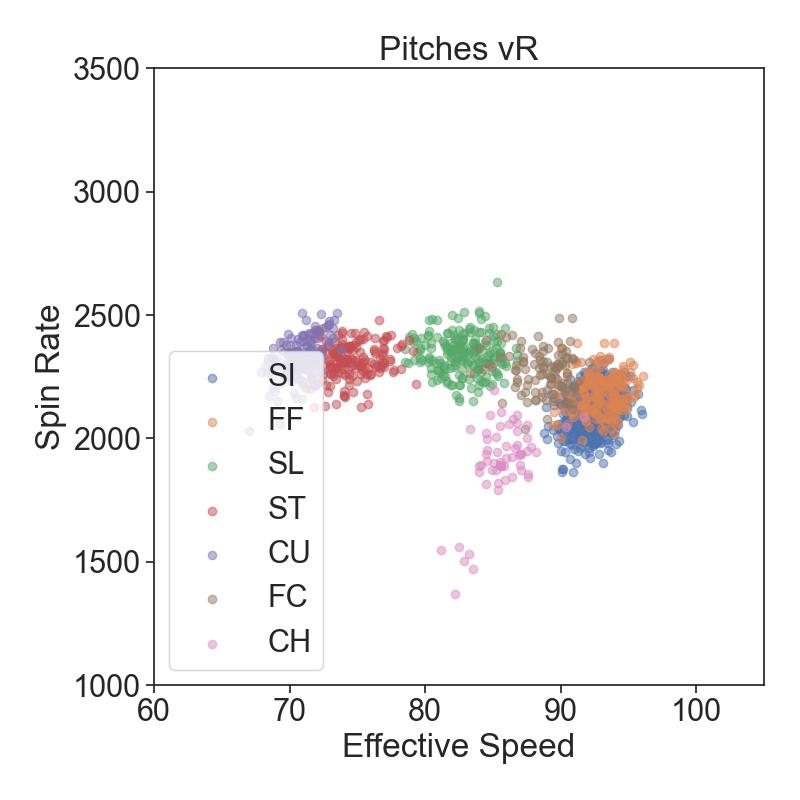 Pitches vR
3500
3000
2500
2000
1500
1000
Spin Rate
SI
FF
SL
ST
CU
FC
CH
60 70 80 90 100
Effective Speed